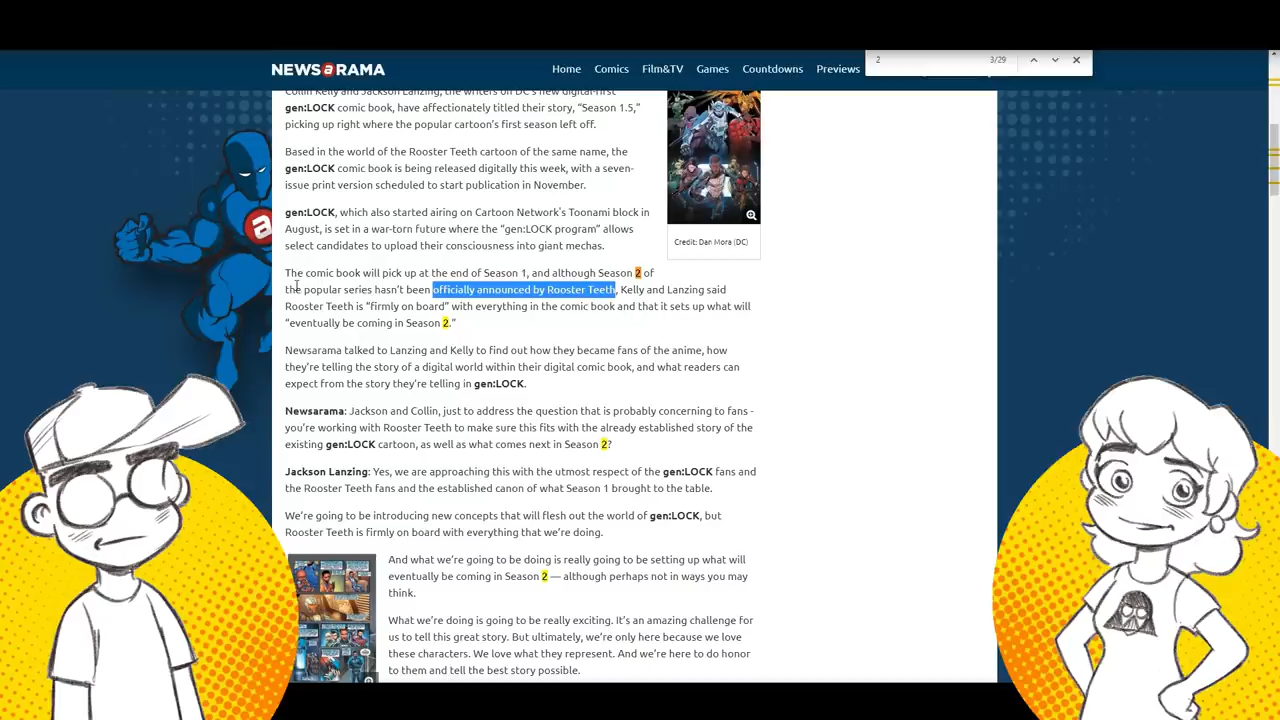 2
3/29
NEWSaRAMA
Home Comics Film&TV Games Countdowns Previews
Collin Kelly and Jackson Lanzing, the writers on DC's new digital-first
gen:LOCK comic book, have affectionately titled their story, “Season 1.5,”
picking up right where the popular cartoon’s first season left off.
Based in the world of the Rooster Teeth cartoon of the same name, the
gen:LOCK comic book is being released digitally this week, with a seven-
issue print version scheduled to start publication in November.
gen:LOCK, which also started airing on Cartoon Network's Toonami block in
August, is set in a war-torn future where the “gen:LOCK program” allows
select candidates to upload their consciousness into giant mechas.
Credit: Dan Mora (DC)
The comic book will pick up at the end of Season 1, and although Season 2 of
the popular series hasn’t been officially announced by Rooster Teeth, Kelly and Lanzing said
Rooster Teeth is “firmly on board” with everything in the comic book and that it sets up what will
“eventually be coming in Season 2.”
Newsarama talked to Lanzing and Kelly to find out how they became fans of the anime, how
they’re telling the story of a digital world within their digital comic book, and what readers can
expect from the story they’re telling in gen:LOCK.
Newsarama: Jackson and Collin, just to address the question that is probably concerning to fans -
you’re working with Rooster Teeth to make sure this fits with the already established story of the
existing gen:LOCK cartoon, as well as what comes next in Season 2?
Jackson Lanzing: Yes, we are approaching this with the utmost respect of the gen:LOCK fans and
the Rooster Teeth fans and the established canon of what Season 1 brought to the table.
We’re going to be introducing new concepts that will flesh out the world of gen:LOCK, but
Rooster Teeth is firmly on board with everything that we’re doing.
And what we’re going to be doing is really going to be setting up what will
eventually be coming in Season 2 — although perhaps not in ways you may
think.
What we’re doing is going to be really exciting. It’s an amazing challenge for
us to tell this great story. But ultimately, we’re only here because we love
these characters. We love what they represent. And we’re here to do honor
to them and tell the best story possible.